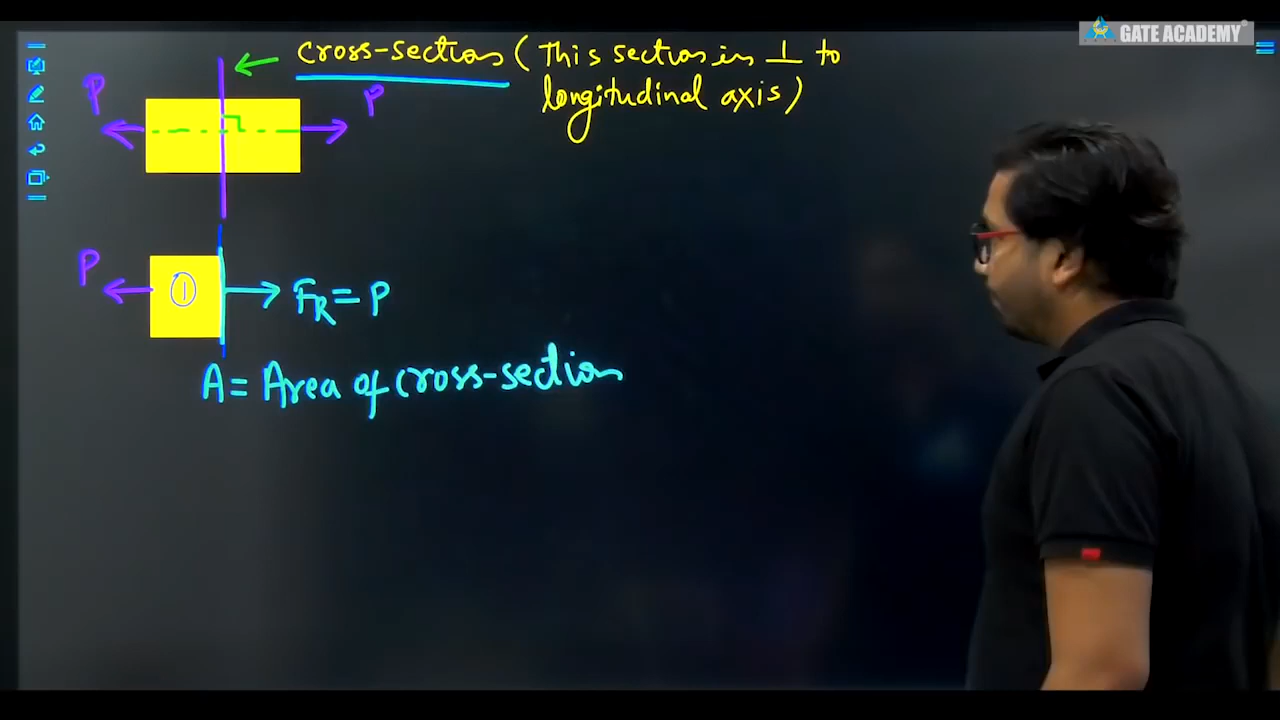 GATE ACADEMY
cross-section (This section is ⊥ to
longitudinal axis)
P
P
P
1
FR = P
A = Area of cross-section